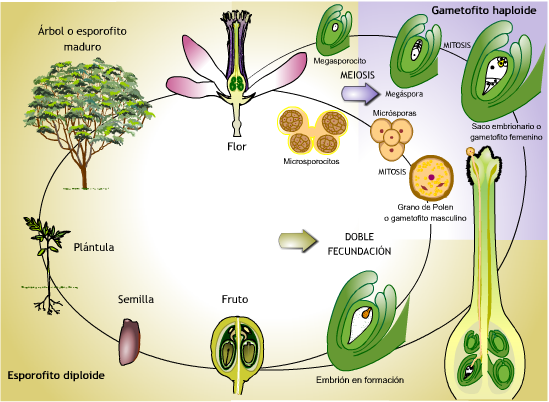 Gametofito haploide
Árbol o esporofito
maduro
Megasporocito
MEIOSIS
Megáspora
MITOSIS
Saco embrionario o
gametofito femenino
Flor
Microsporocitos
Micrósporas
MITOSIS
Grano de Polen
o gametofito masculino
Plántula
DOBLE
FECUNDACIÓN
Semilla
Fruto
Embrión en formación
Esporofito diploide